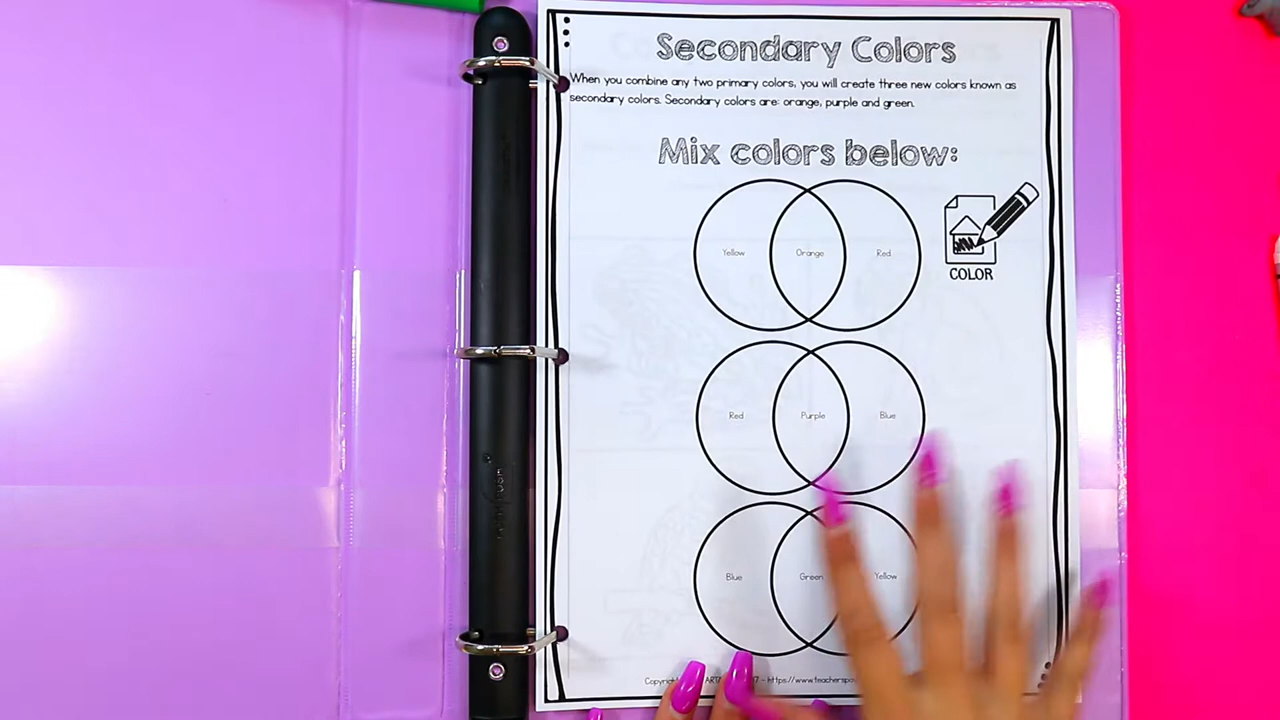 Secondary Colors
When you combine any two primary colors, you will create three new colors known as
secondary colors. Secondary colors are: orange, purple and green.
Mix colors below:
Yellow Orange Red
COLOR
Red Purple Blue
Blue Green Yellow